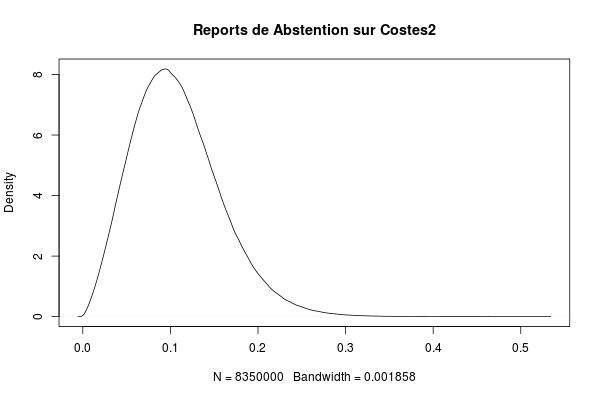 Reports de Abstention sur Costes2
Density
8
6
4
2
0
0.0 0.1 0.2 0.3 0.4 0.5
N = 8350000 Bandwidth = 0.001858